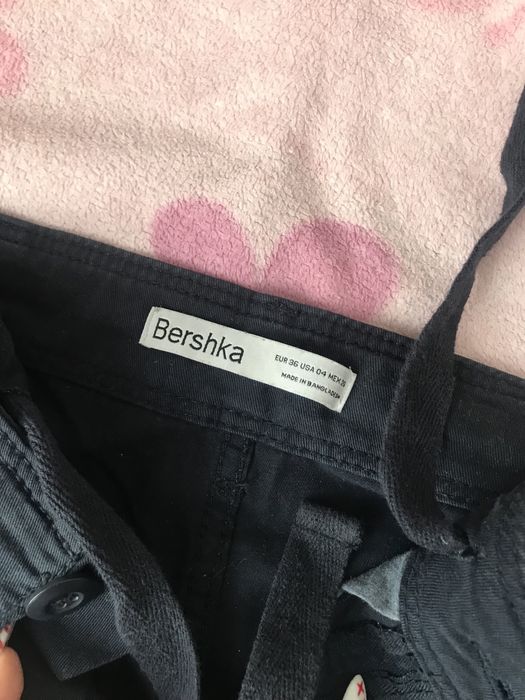 Bershka
EUR 36 USA 04 MEX 26
MADE IN BANGLADESH